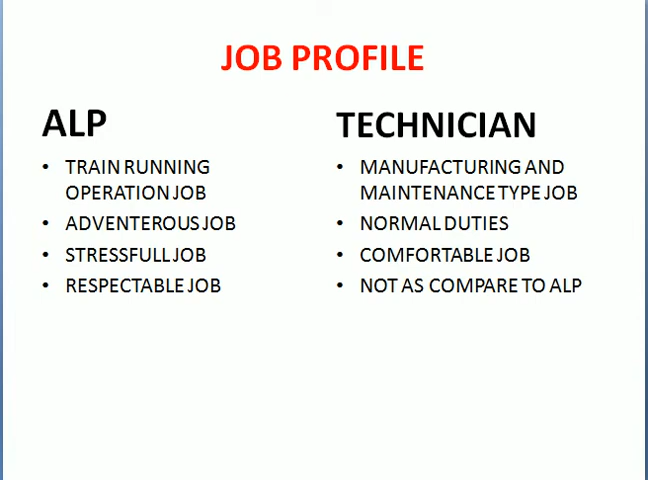 JOB PROFILE
ALP
• TRAIN RUNNING
OPERATION JOB
• ADVENTEROUS JOB
• STRESSFULL JOB
• RESPECTABLE JOB
TECHNICIAN
• MANUFACTURING AND
MAINTENANCE TYPE JOB
• NORMAL DUTIES
• COMFORTABLE JOB
• NOT AS COMPARE TO ALP